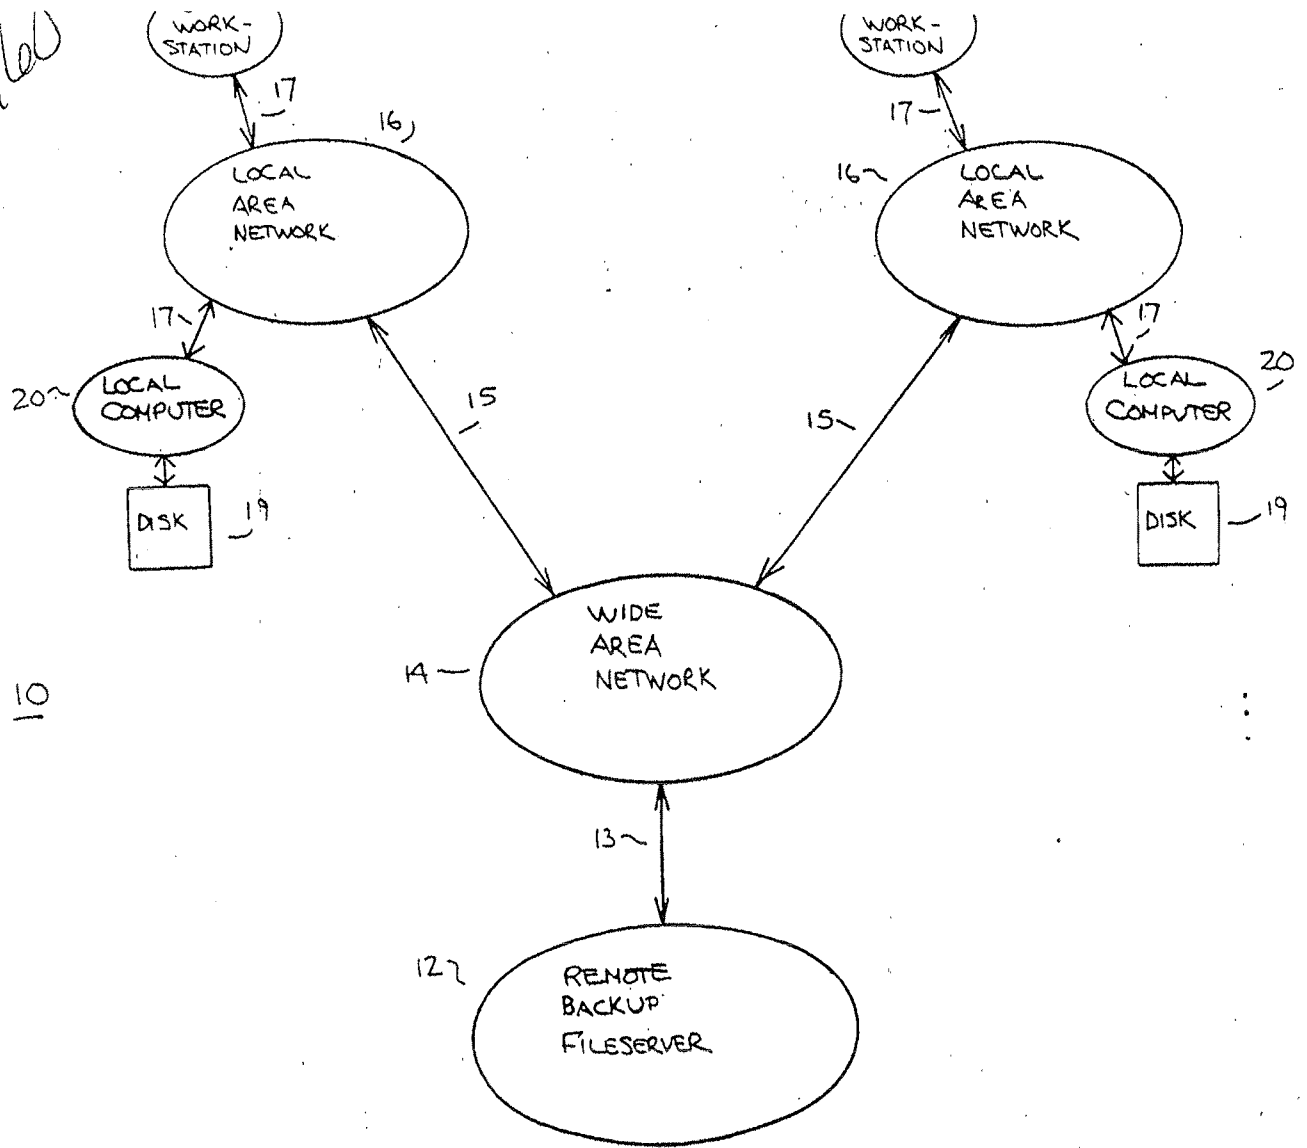 WORK-
STATION
WORK-
STATION
17
17
16
16
LOCAL
AREA
NETWORK
LOCAL
AREA
NETWORK
17
17
20
LOCAL
COMPUTER
LOCAL
COMPUTER
20
15
15
DISK
19
DISK
19
WIDE
AREA
NETWORK
14
10
13
12
REMOTE
BACKUP
FILESERVER